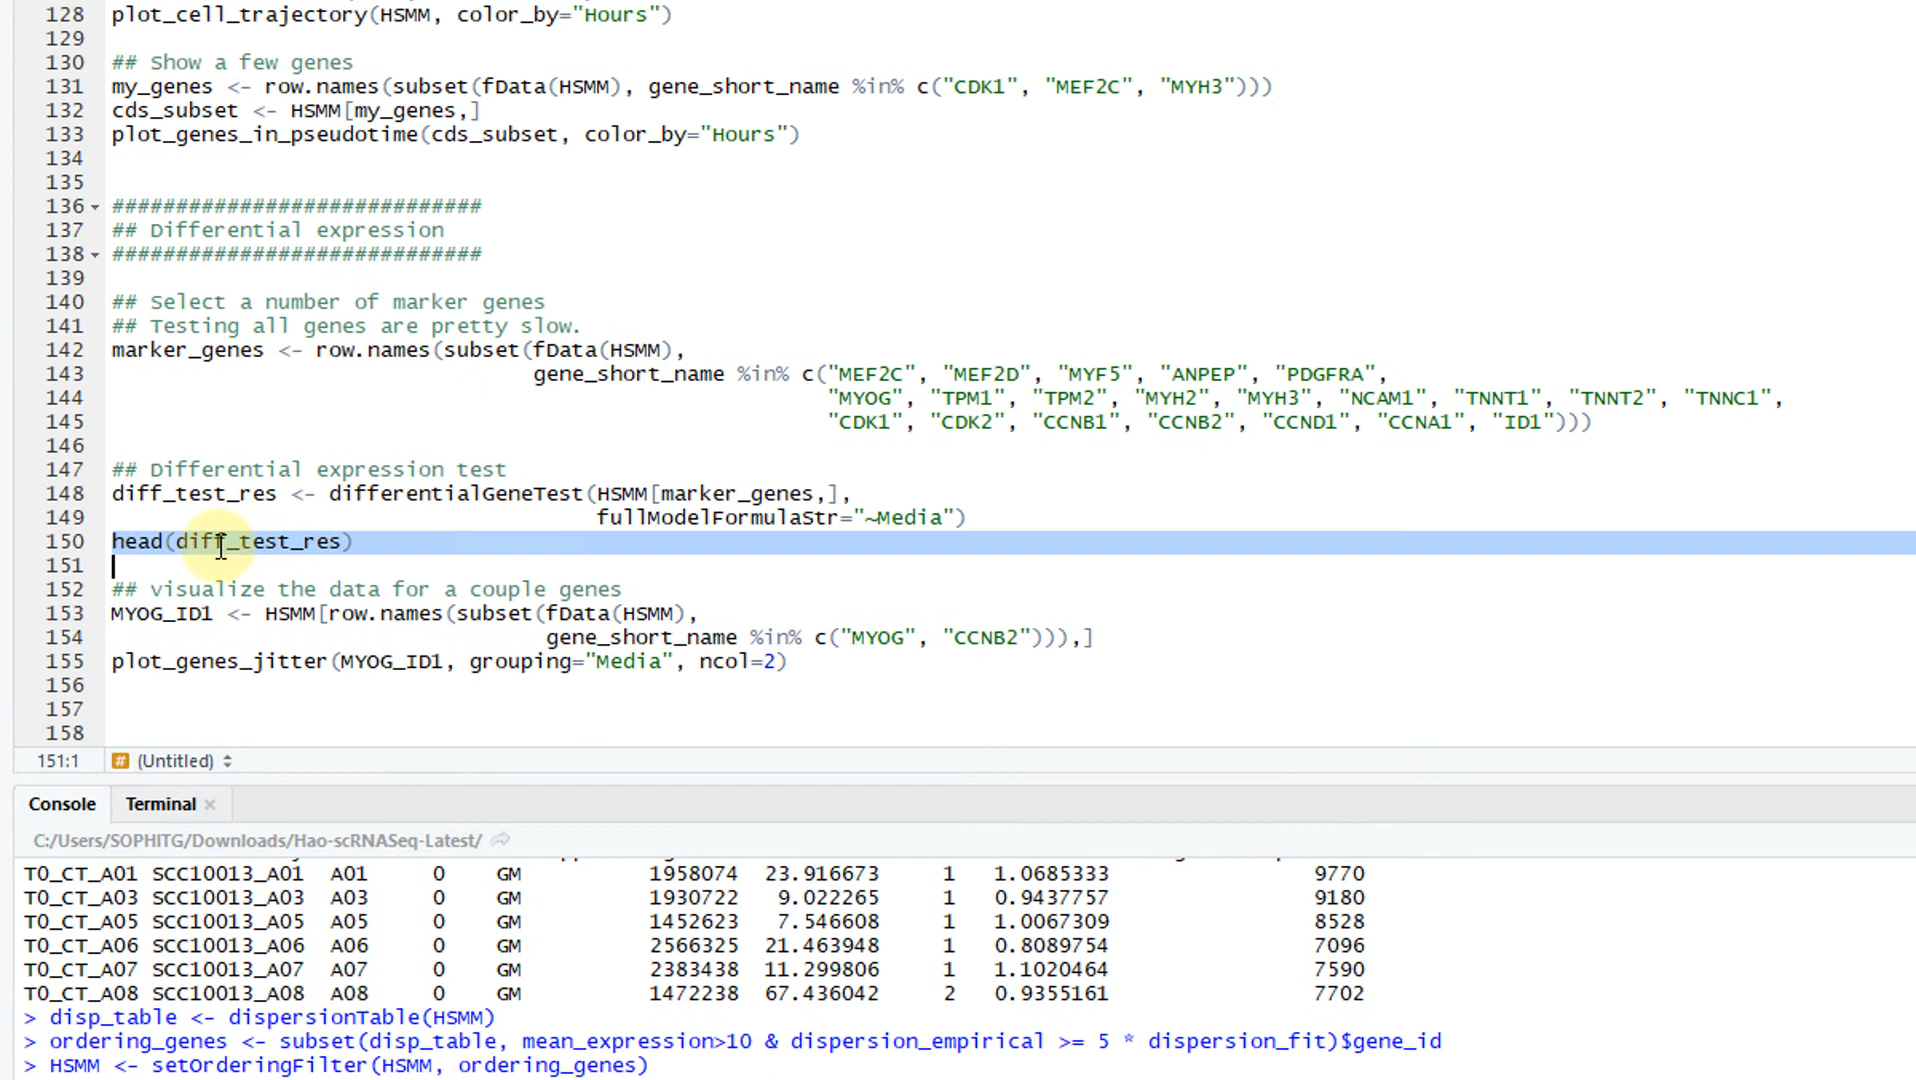 128 plot_cell_trajectory(HSMM, color_by="Hours")
129
130 ## Show a few genes
131 my_genes <- row.names(subset(fData(HSMM), gene_short_name %in% c("CDK1", "MEF2C", "MYH3")))
132 cds_subset <- HSMM[my_genes,]
133 plot_genes_in_pseudotime(cds_subset, color_by="Hours")
134
135
136 #############################
137 ## Differential expression
138 #############################
139
140 ## Select a number of marker genes
141 ## Testing all genes are pretty slow.
142 marker_genes <- row.names(subset(fData(HSMM),
143 gene_short_name %in% c("MEF2C", "MEF2D", "MYF5", "ANPEP", "PDGFRA",
144 "MYOG", "TPM1", "TPM2", "MYH2", "MYH3", "NCAM1", "TNNT1", "TNNT2", "TNNC1",
145 "CDK1", "CDK2", "CCNB1", "CCNB2", "CCND1", "CCNA1", "ID1")))
146
147 ## Differential expression test
148 diff_test_res <- differentialGeneTest(HSMM[marker_genes,],
149 fullModelFormulaStr="~Media")
150 head(diff_test_res)
151
152 ## visualize the data for a couple genes
153 MYOG_ID1 <- HSMM[row.names(subset(fData(HSMM),
154 gene_short_name %in% c("MYOG", "CCNB2"))),]
155 plot_genes_jitter(MYOG_ID1, grouping="Media", ncol=2)
156
157
158
151:1 # (Untitled)
Console Terminal
C:/Users/SOPHITG/Downloads/Hao-scRNASeq-Latest/
T0_CT_A01 SCC10013_A01 A01 0 GM 1958074 23.916673 1 1.0685333 9770
T0_CT_A03 SCC10013_A03 A03 0 GM 1930722 9.022265 1 0.9437757 9180
T0_CT_A05 SCC10013_A05 A05 0 GM 1452623 7.546608 1 1.0067309 8528
T0_CT_A06 SCC10013_A06 A06 0 GM 2566325 21.463948 1 0.8089754 7096
T0_CT_A07 SCC10013_A07 A07 0 GM 2383438 11.299806 1 1.1020464 7590
T0_CT_A08 SCC10013_A08 A08 0 GM 1472238 67.436042 2 0.9355161 7702
> disp_table <- dispersionTable(HSMM)
> ordering_genes <- subset(disp_table, mean_expression>10 & dispersion_empirical >= 5 * dispersion_fit)$gene_id
> HSMM <- setOrderingFilter(HSMM, ordering_genes)